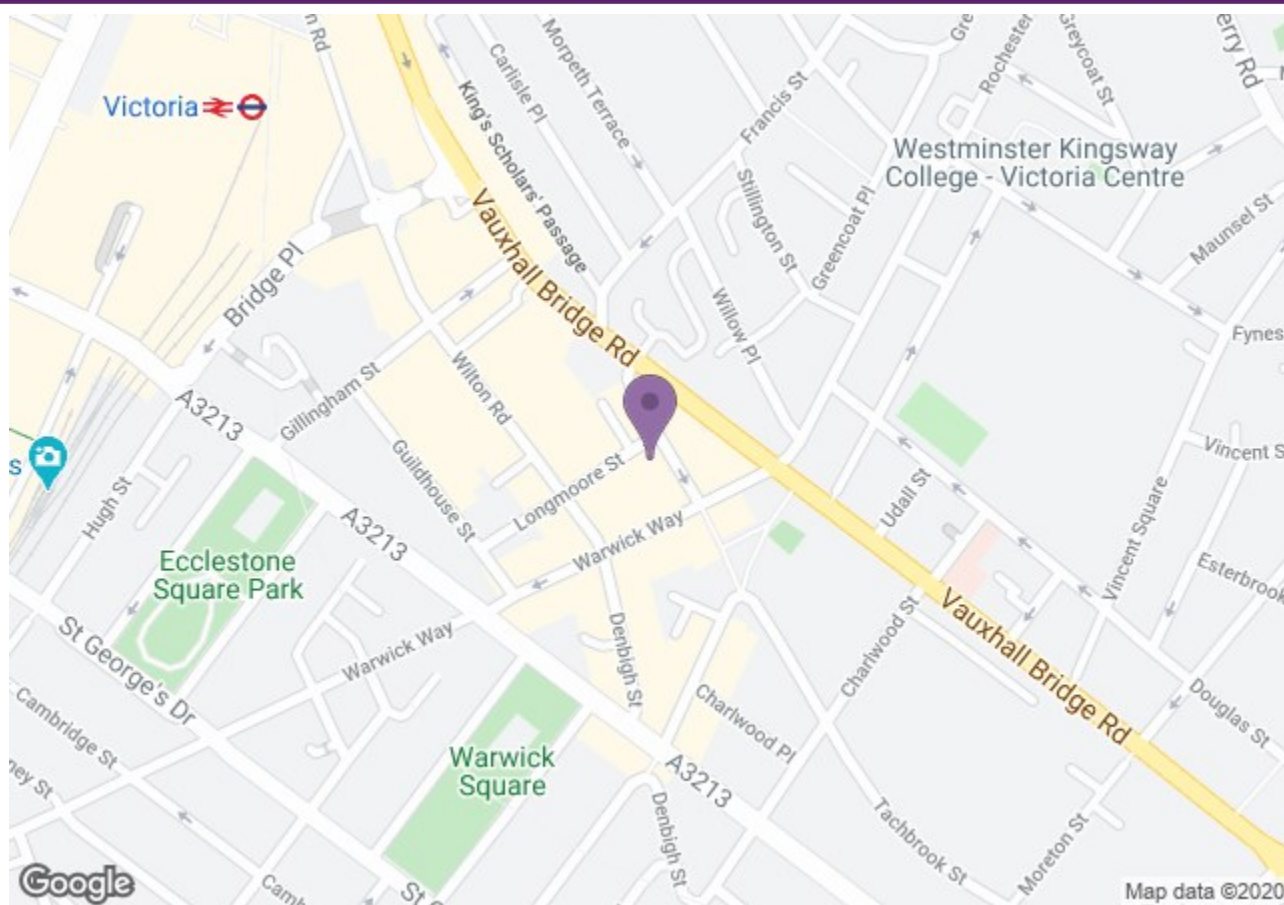 Victoria
Vauxhall Bridge Rd
King's Scholars' Passage
Carlisle Pl
Morpeth Terrace
Francis St
Rochester
Greycoat St
Westminster Kingsway
College - Victoria Centre
Maunsel St
Stillington St
Greencoat Pl
Willow Pl
Bridge Pl
Gillingham St
Wilton Rd
Guildhouse St
Longmoore St
Warwick Way
A3213
A3213
Hugh St
Udall St
Vincent Square
Ecclestone
Square Park
St George's Dr
Warwick Way
Cambridge St
Denbigh St
Charlwood St
Charlwood Pl
Vauxhall Bridge Rd
Douglas St
Warwick
Square
A3213
Denbigh St
Tachbrook St
Moreton St
Google
Map data ©2020